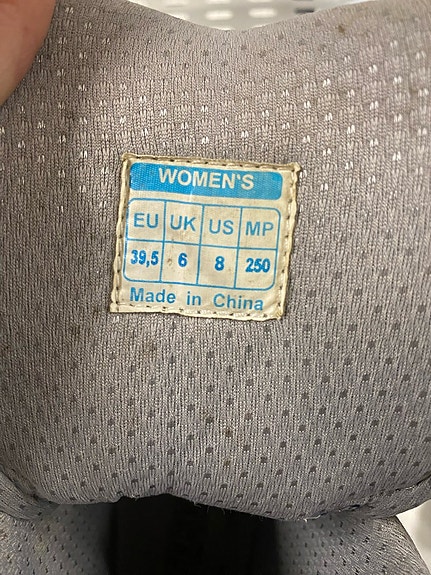 WOMEN'S
EU UK US MP
39,5 6 8 250
Made in China